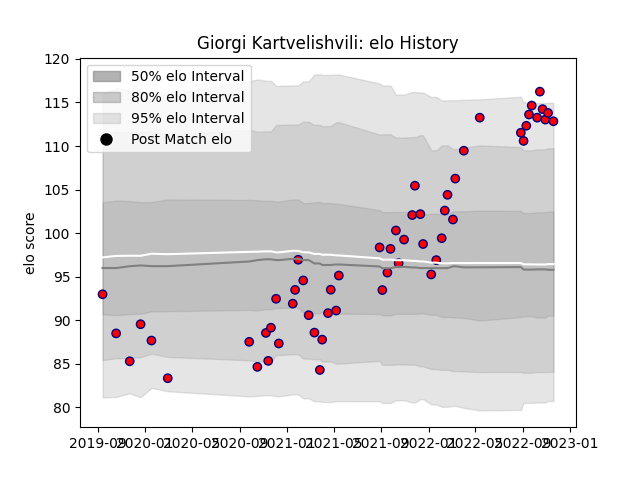 Giorgi Kartvelishvili: elo History
120
115
110
105
100
95
90
85
80
elo score
50% elo Interval
80% elo Interval
95% elo Interval
Post Match elo
2019-09 2020-01 2020-05 2020-09 2021-01 2021-05 2021-09 2022-01 2022-05 2022-09 2023-01